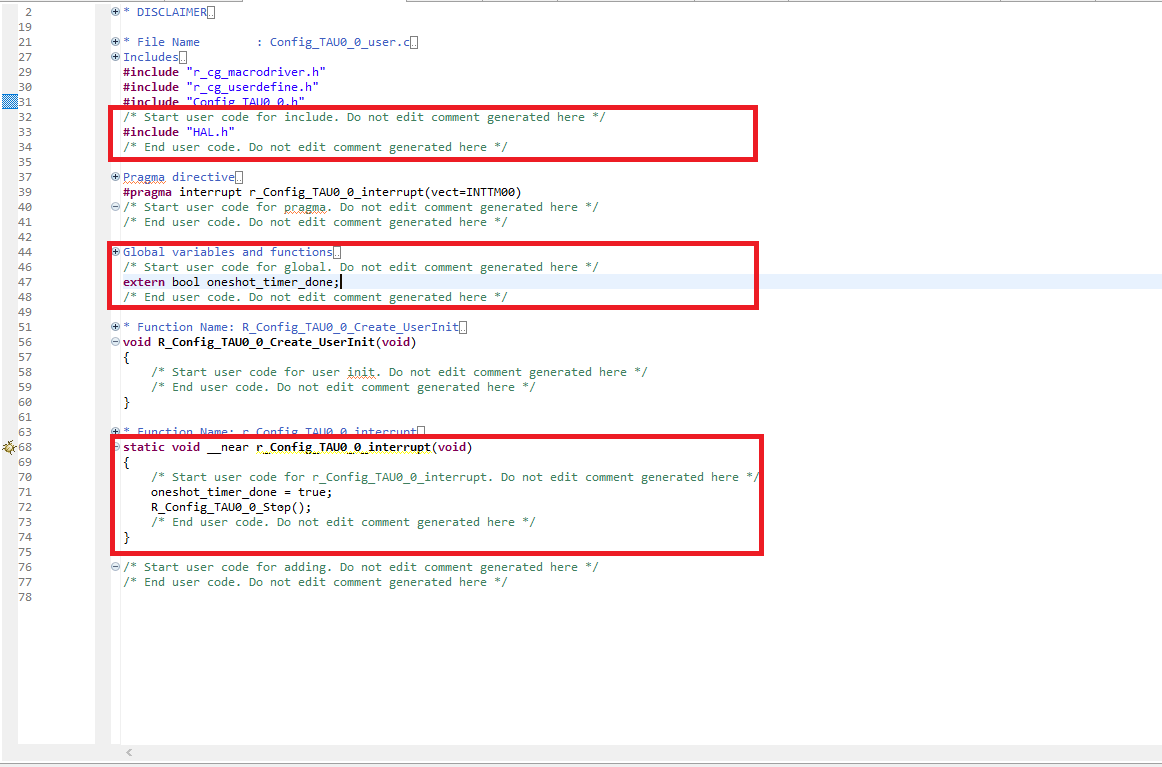 2 * DISCLAIMER
19
21 * File Name        : Config_TAU0_0_user.c
27 Includes
29 #include "r_cg_macrodriver.h"
30 #include "r_cg_userdefine.h"
31 #include "Config_TAU0_0.h"
32 /* Start user code for include. Do not edit comment generated here */
33 #include "HAL.h"
34 /* End user code. Do not edit comment generated here */
35
37 Pragma directive
39 #pragma interrupt r_Config_TAU0_0_interrupt(vect=INTTM00)
40 /* Start user code for pragma. Do not edit comment generated here */
41 /* End user code. Do not edit comment generated here */
42
44 Global variables and functions
46 /* Start user code for global. Do not edit comment generated here */
47 extern bool oneshot_timer_done;
48 /* End user code. Do not edit comment generated here */
49
51 * Function Name: R_Config_TAU0_0_Create_UserInit
56 void R_Config_TAU0_0_Create_UserInit(void)
57 {
58     /* Start user code for user init. Do not edit comment generated here */
59     /* End user code. Do not edit comment generated here */
60 }
61
63 * Function Name: r_Config_TAU0_0_interrupt
68 static void __near r_Config_TAU0_0_interrupt(void)
69 {
70     /* Start user code for r_Config_TAU0_0_interrupt. Do not edit comment generated here */
71     oneshot_timer_done = true;
72     R_Config_TAU0_0_Stop();
73     /* End user code. Do not edit comment generated here */
74 }
75
76 /* Start user code for adding. Do not edit comment generated here */
77 /* End user code. Do not edit comment generated here */
78